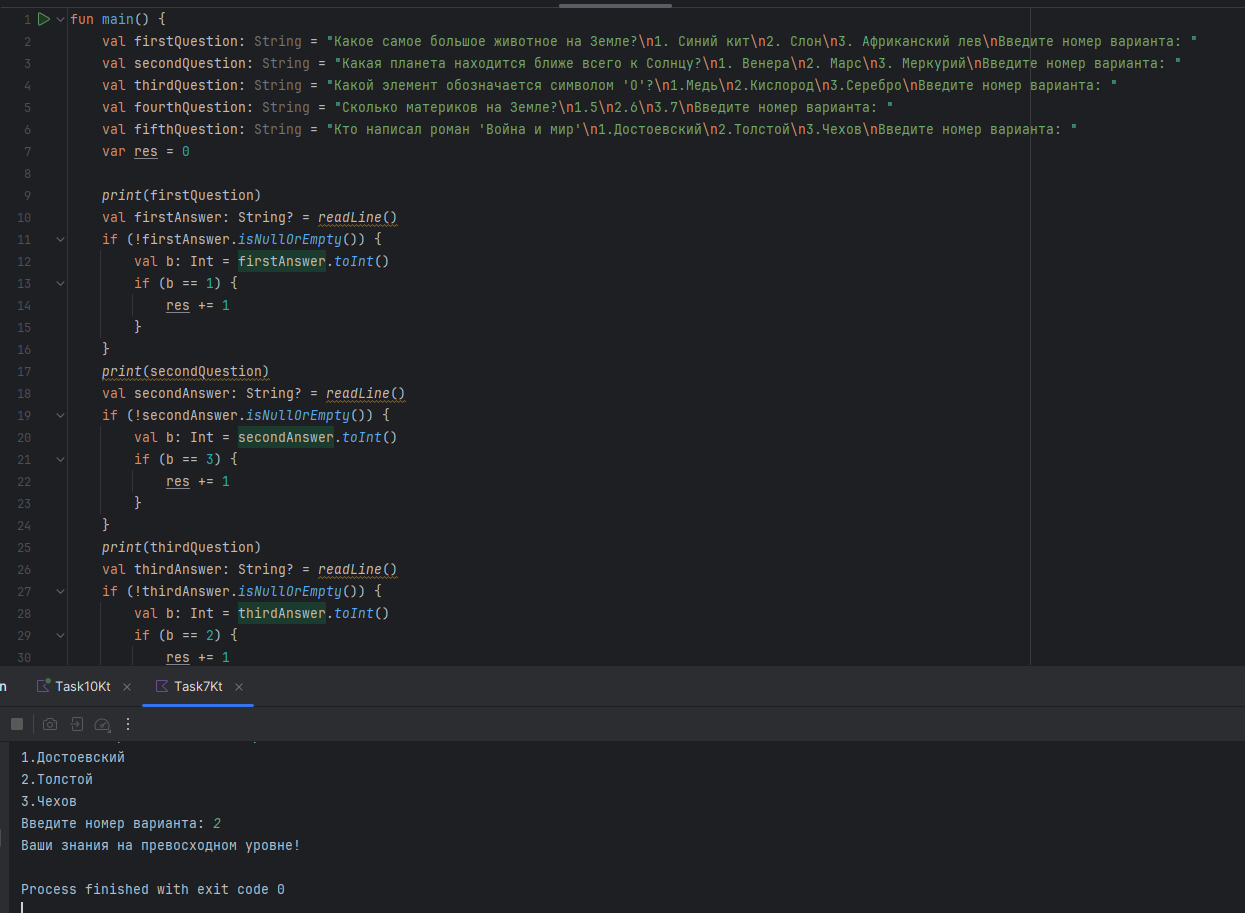 1 fun main() {
2 val firstQuestion: String = "Какое самое большое животное на Земле?\n1. Синий кит\n2. Слон\n3. Африканский лев\nВведите номер варианта: "
3 val secondQuestion: String = "Какая планета находится ближе всего к Солнцу?\n1. Венера\n2. Марс\n3. Меркурий\nВведите номер варианта: "
4 val thirdQuestion: String = "Какой элемент обозначается символом 'O'?\n1.Медь\n2.Кислород\n3.Серебро\nВведите номер варианта: "
5 val fourthQuestion: String = "Сколько материков на Земле?\n1.5\n2.6\n3.7\nВведите номер варианта: "
6 val fifthQuestion: String = "Кто написал роман 'Война и мир'\n1.Достоевский\n2.Толстой\n3.Чехов\nВведите номер варианта: "
7 var res = 0
8
9 print(firstQuestion)
10 val firstAnswer: String? = readLine()
11 if (!firstAnswer.isNullOrEmpty()) {
12 val b: Int = firstAnswer.toInt()
13 if (b == 1) {
14 res += 1
15 }
16 }
17 print(secondQuestion)
18 val secondAnswer: String? = readLine()
19 if (!secondAnswer.isNullOrEmpty()) {
20 val b: Int = secondAnswer.toInt()
21 if (b == 3) {
22 res += 1
23 }
24 }
25 print(thirdQuestion)
26 val thirdAnswer: String? = readLine()
27 if (!thirdAnswer.isNullOrEmpty()) {
28 val b: Int = thirdAnswer.toInt()
29 if (b == 2) {
30 res += 1
n Task10Kt Task7Kt
1.Достоевский
2.Толстой
3.Чехов
Введите номер варианта: 2
Ваши знания на превосходном уровне!
Process finished with exit code 0